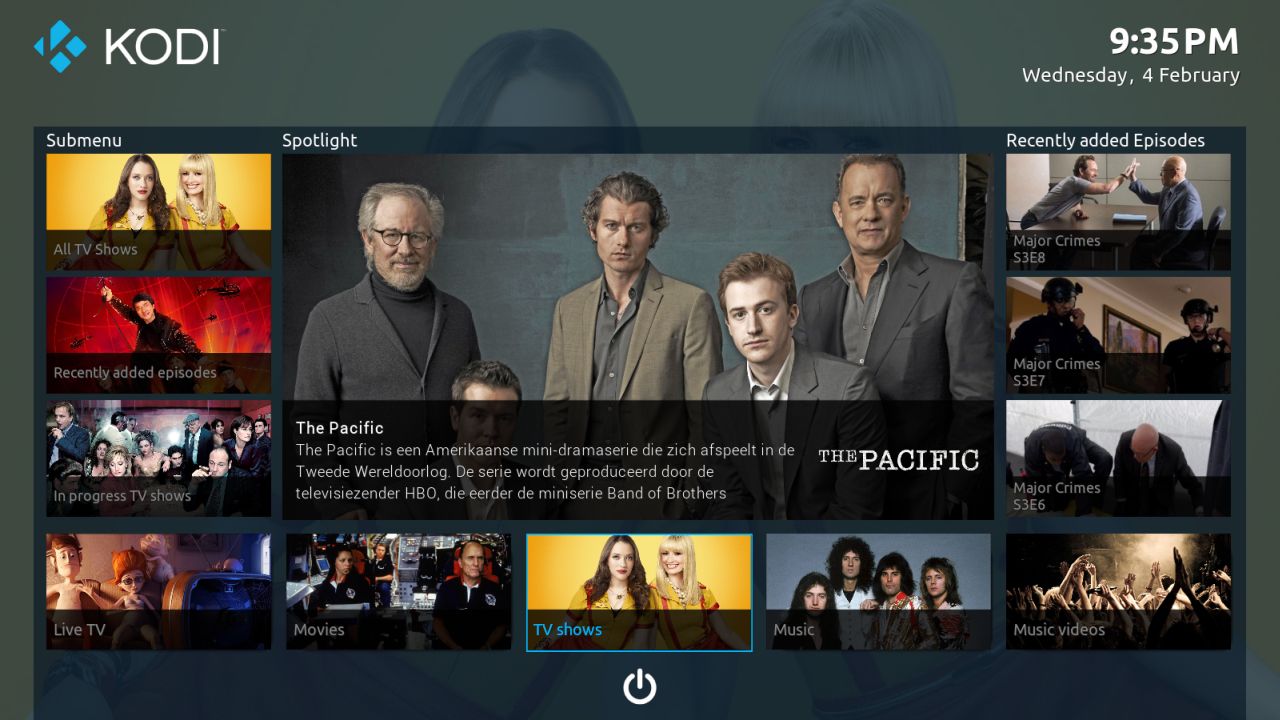 KODI
9:35PM
Wednesday, 4 February
Submenu
Spotlight
Recently added Episodes
All TV Shows
Recently added episodes
In progress TV shows
The Pacific
The Pacific is een Amerikaanse mini-dramaserie die zich afspeelt in de
Tweede Wereldoorlog. De serie wordt geproduceerd door de
televisiezender HBO, die eerder de miniserie Band of Brothers
THE PACIFIC
Major Crimes
S3E8
Major Crimes
S3E7
Major Crimes
S3E6
Live TV
Movies
TV shows
Music
Music videos